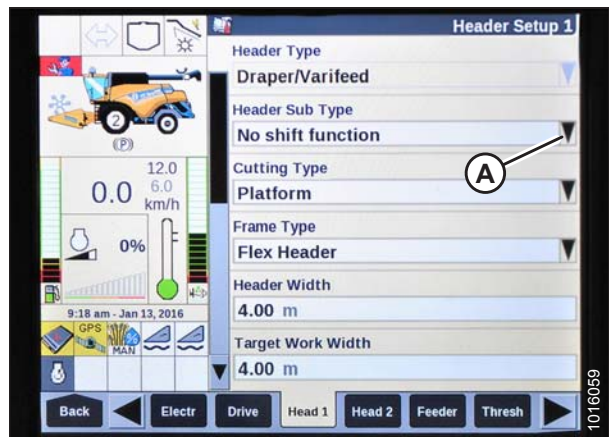 Header Setup 1
Header Type
Draper/Varifeed
Header Sub Type
No shift function
A
Cutting Type
Platform
Frame Type
Flex Header
Header Width
4.00 m
Target Work Width
4.00 m
2
(P)
12.0
0.0 6.0
km/h
0%
9:18 am - Jan 13, 2016
GPS
%
MAN
Back
Electr
Drive
Head 1
Head 2
Feeder
Thresh
1016059